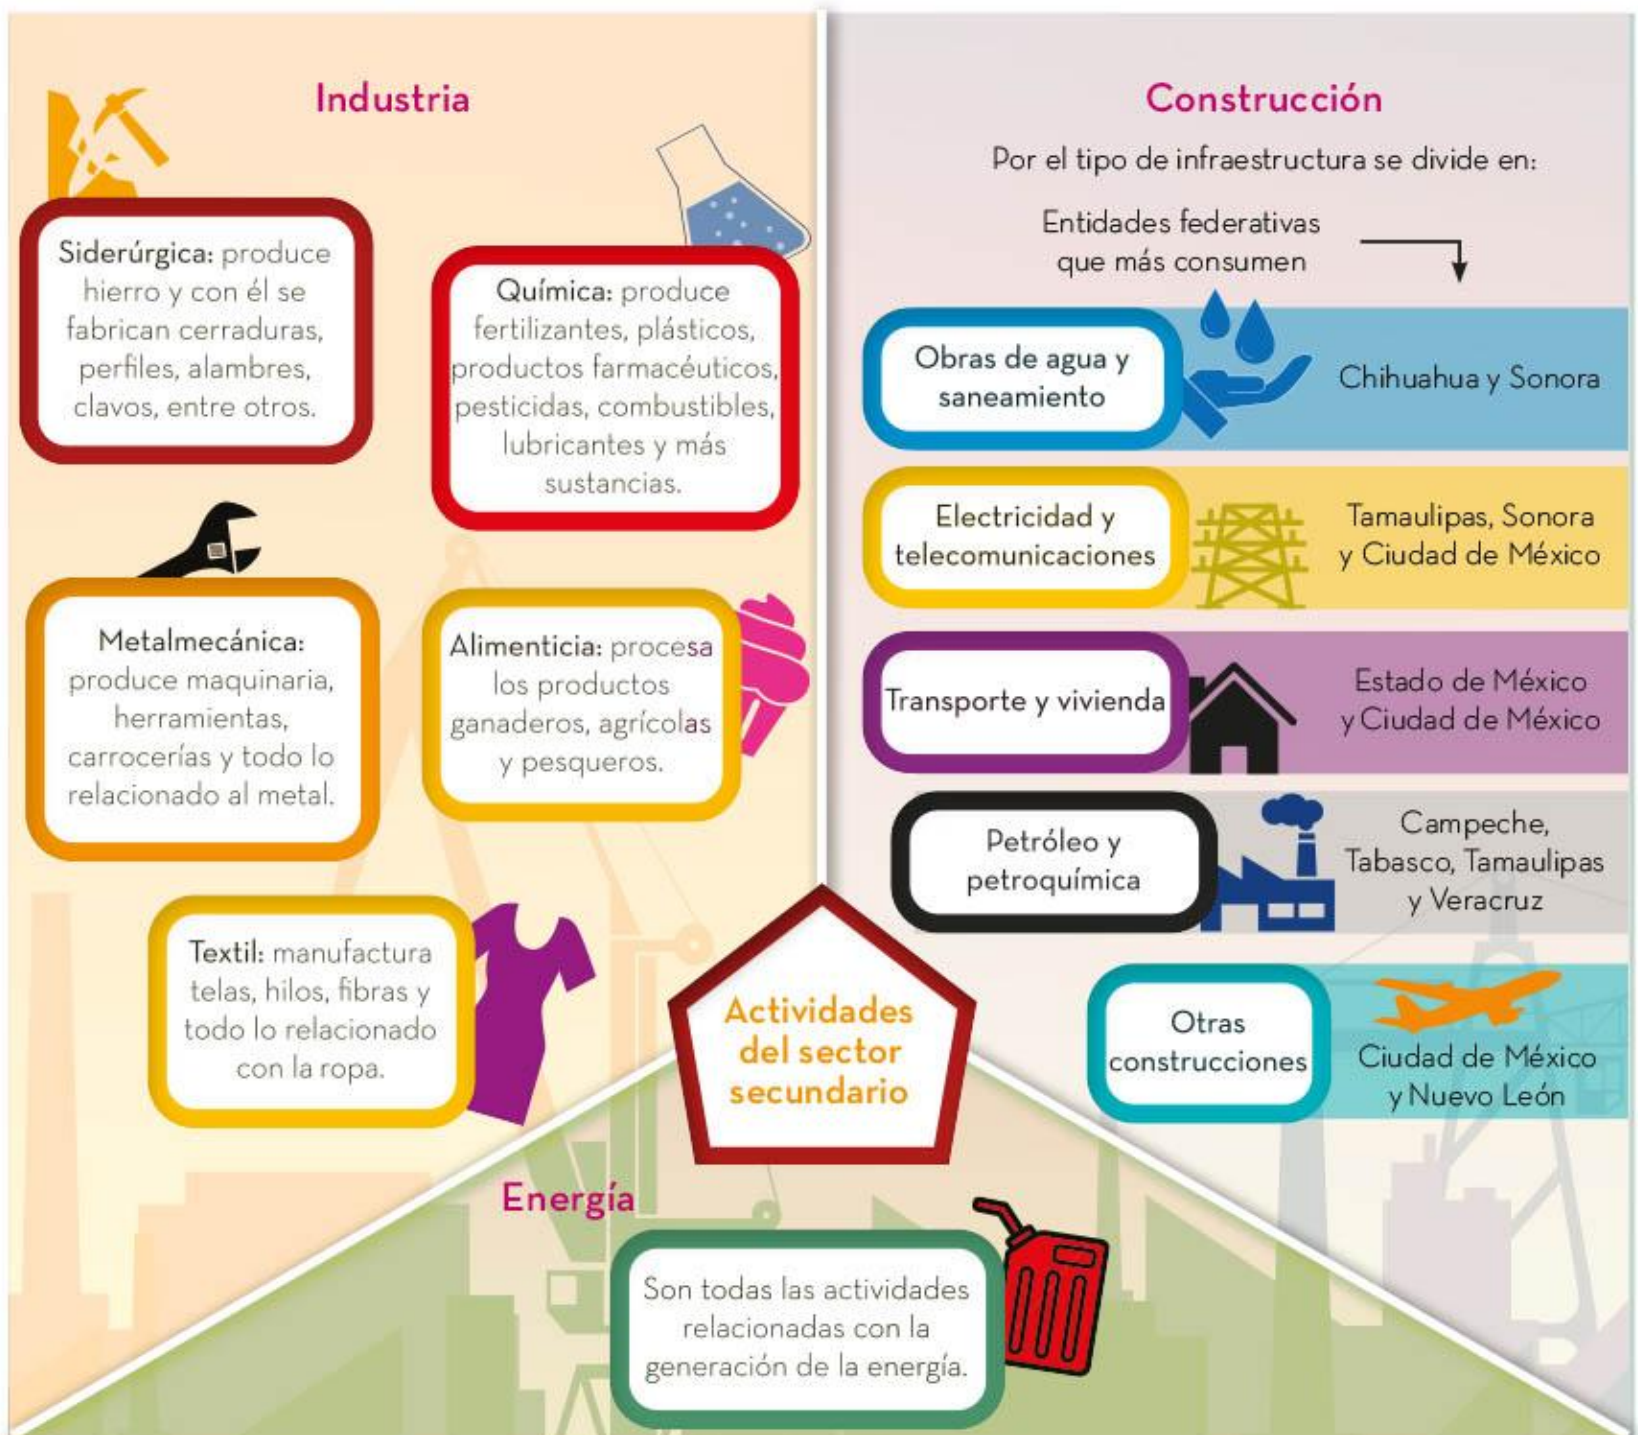 Industria
Siderúrgica: produce
hierro y con él se
fabrican cerraduras,
perfiles, alambres,
clavos, entre otros.
Química: produce
fertilizantes, plásticos,
productos farmacéuticos,
pesticidas, combustibles,
lubricantes y más
sustancias.
Metalmecánica:
produce maquinaria,
herramientas,
carrocerías y todo lo
relacionado al metal.
Alimenticia: procesa
los productos
ganaderos, agrícolas
y pesqueros.
Textil: manufactura
telas, hilos, fibras y
todo lo relacionado
con la ropa.
Construcción
Por el tipo de infraestructura se divide en:
Entidades federativas
que más consumen
Obras de agua y
saneamiento
Chihuahua y Sonora
Electricidad y
telecomunicaciones
Tamaulipas, Sonora
y Ciudad de México
Transporte y vivienda
Estado de México
y Ciudad de México
Petróleo y
petroquímica
Campeche,
Tabasco, Tamaulipas
y Veracruz
Otras
construcciones
Ciudad de México
y Nuevo León
Actividades
del sector
secundario
Energía
Son todas las actividades
relacionadas con la
generación de la energía.